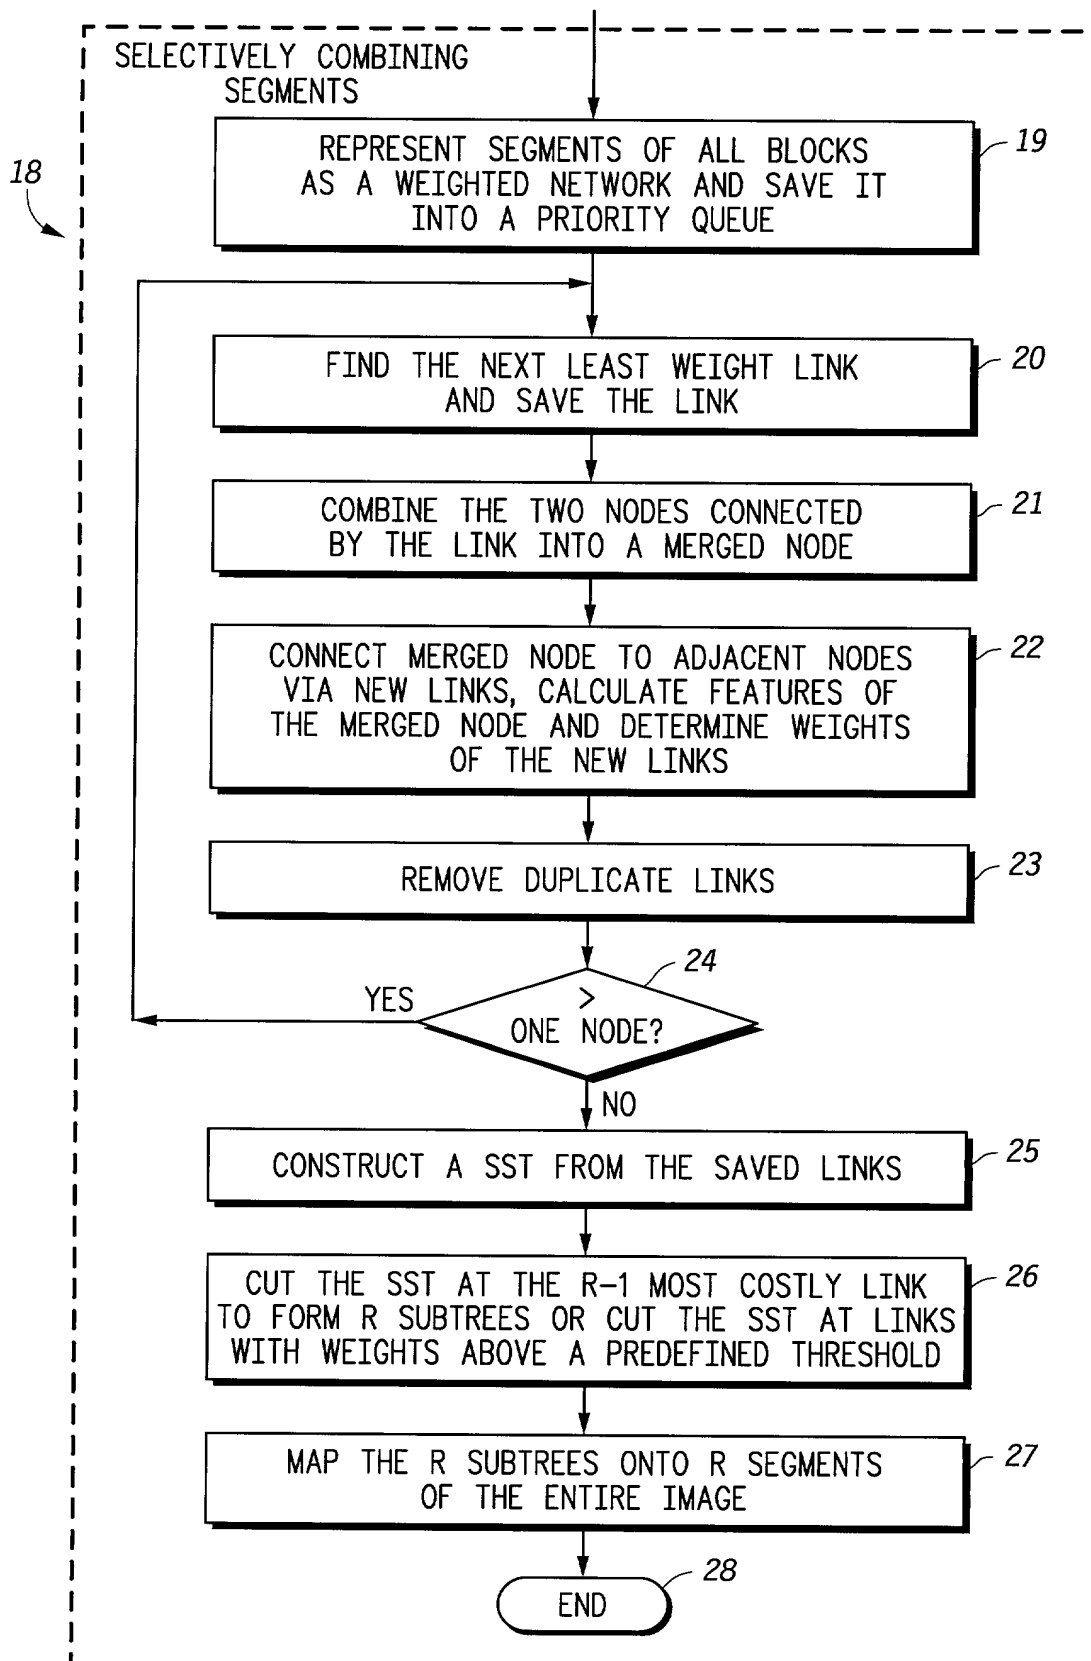 SELECTIVELY COMBINING
SEGMENTS
18
REPRESENT SEGMENTS OF ALL BLOCKS
AS A WEIGHTED NETWORK AND SAVE IT
INTO A PRIORITY QUEUE
19
FIND THE NEXT LEAST WEIGHT LINK
AND SAVE THE LINK
20
COMBINE THE TWO NODES CONNECTED
BY THE LINK INTO A MERGED NODE
21
CONNECT MERGED NODE TO ADJACENT NODES
VIA NEW LINKS, CALCULATE FEATURES OF
THE MERGED NODE AND DETERMINE WEIGHTS
OF THE NEW LINKS
22
REMOVE DUPLICATE LINKS
23
24
YES
>
ONE NODE?
NO
CONSTRUCT A SST FROM THE SAVED LINKS
25
CUT THE SST AT THE R-1 MOST COSTLY LINK
TO FORM R SUBTREES OR CUT THE SST AT LINKS
WITH WEIGHTS ABOVE A PREDEFINED THRESHOLD
26
MAP THE R SUBTREES ONTO R SEGMENTS
OF THE ENTIRE IMAGE
27
END
28